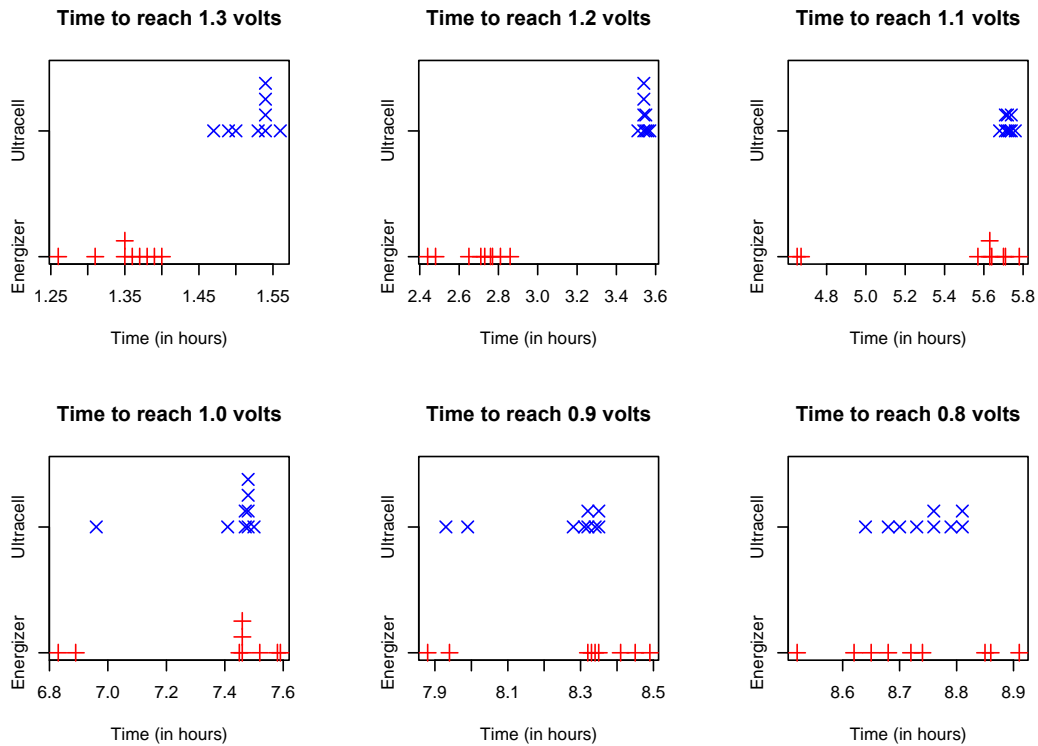 Time to reach 1.3 volts
Ultracell
Energizer
1.25 1.35 1.45 1.55
Time (in hours)
Time to reach 1.2 volts
Ultracell
Energizer
2.4 2.6 2.8 3.0 3.2 3.4 3.6
Time (in hours)
Time to reach 1.1 volts
Ultracell
Energizer
4.8 5.0 5.2 5.4 5.6 5.8
Time (in hours)
Time to reach 1.0 volts
Ultracell
Energizer
6.8 7.0 7.2 7.4 7.6
Time (in hours)
Time to reach 0.9 volts
Ultracell
Energizer
7.9 8.1 8.3 8.5
Time (in hours)
Time to reach 0.8 volts
Ultracell
Energizer
8.6 8.7 8.8 8.9
Time (in hours)